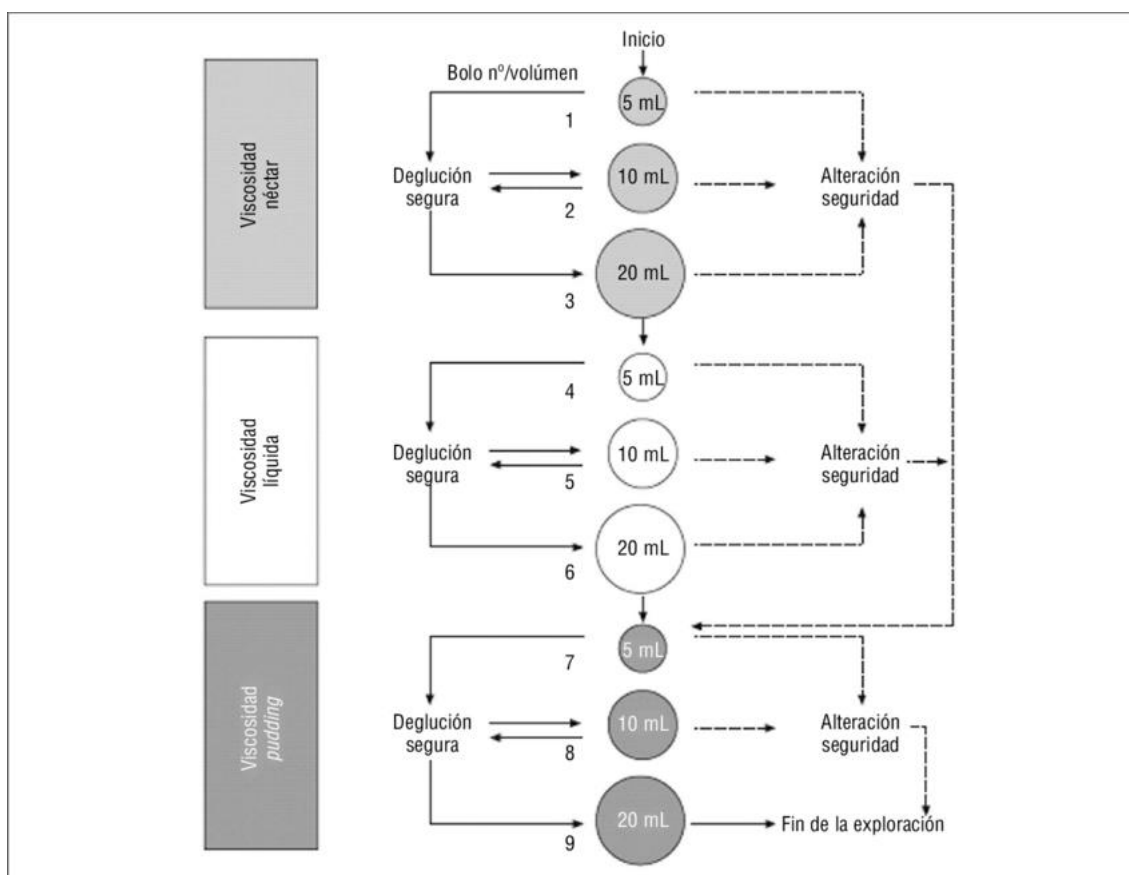 Inicio
Bolo nº/volúmen
5 mL
1
Viscosidad
néctar
Deglución
segura
10 mL
2
Alteración
seguridad
20 mL
3
5 mL
4
Viscosidad
líquida
Deglución
segura
10 mL
5
Alteración
seguridad
20 mL
6
5 mL
7
Viscosidad
pudding
Deglución
segura
10 mL
8
Alteración
seguridad
20 mL
9
Fin de la exploración